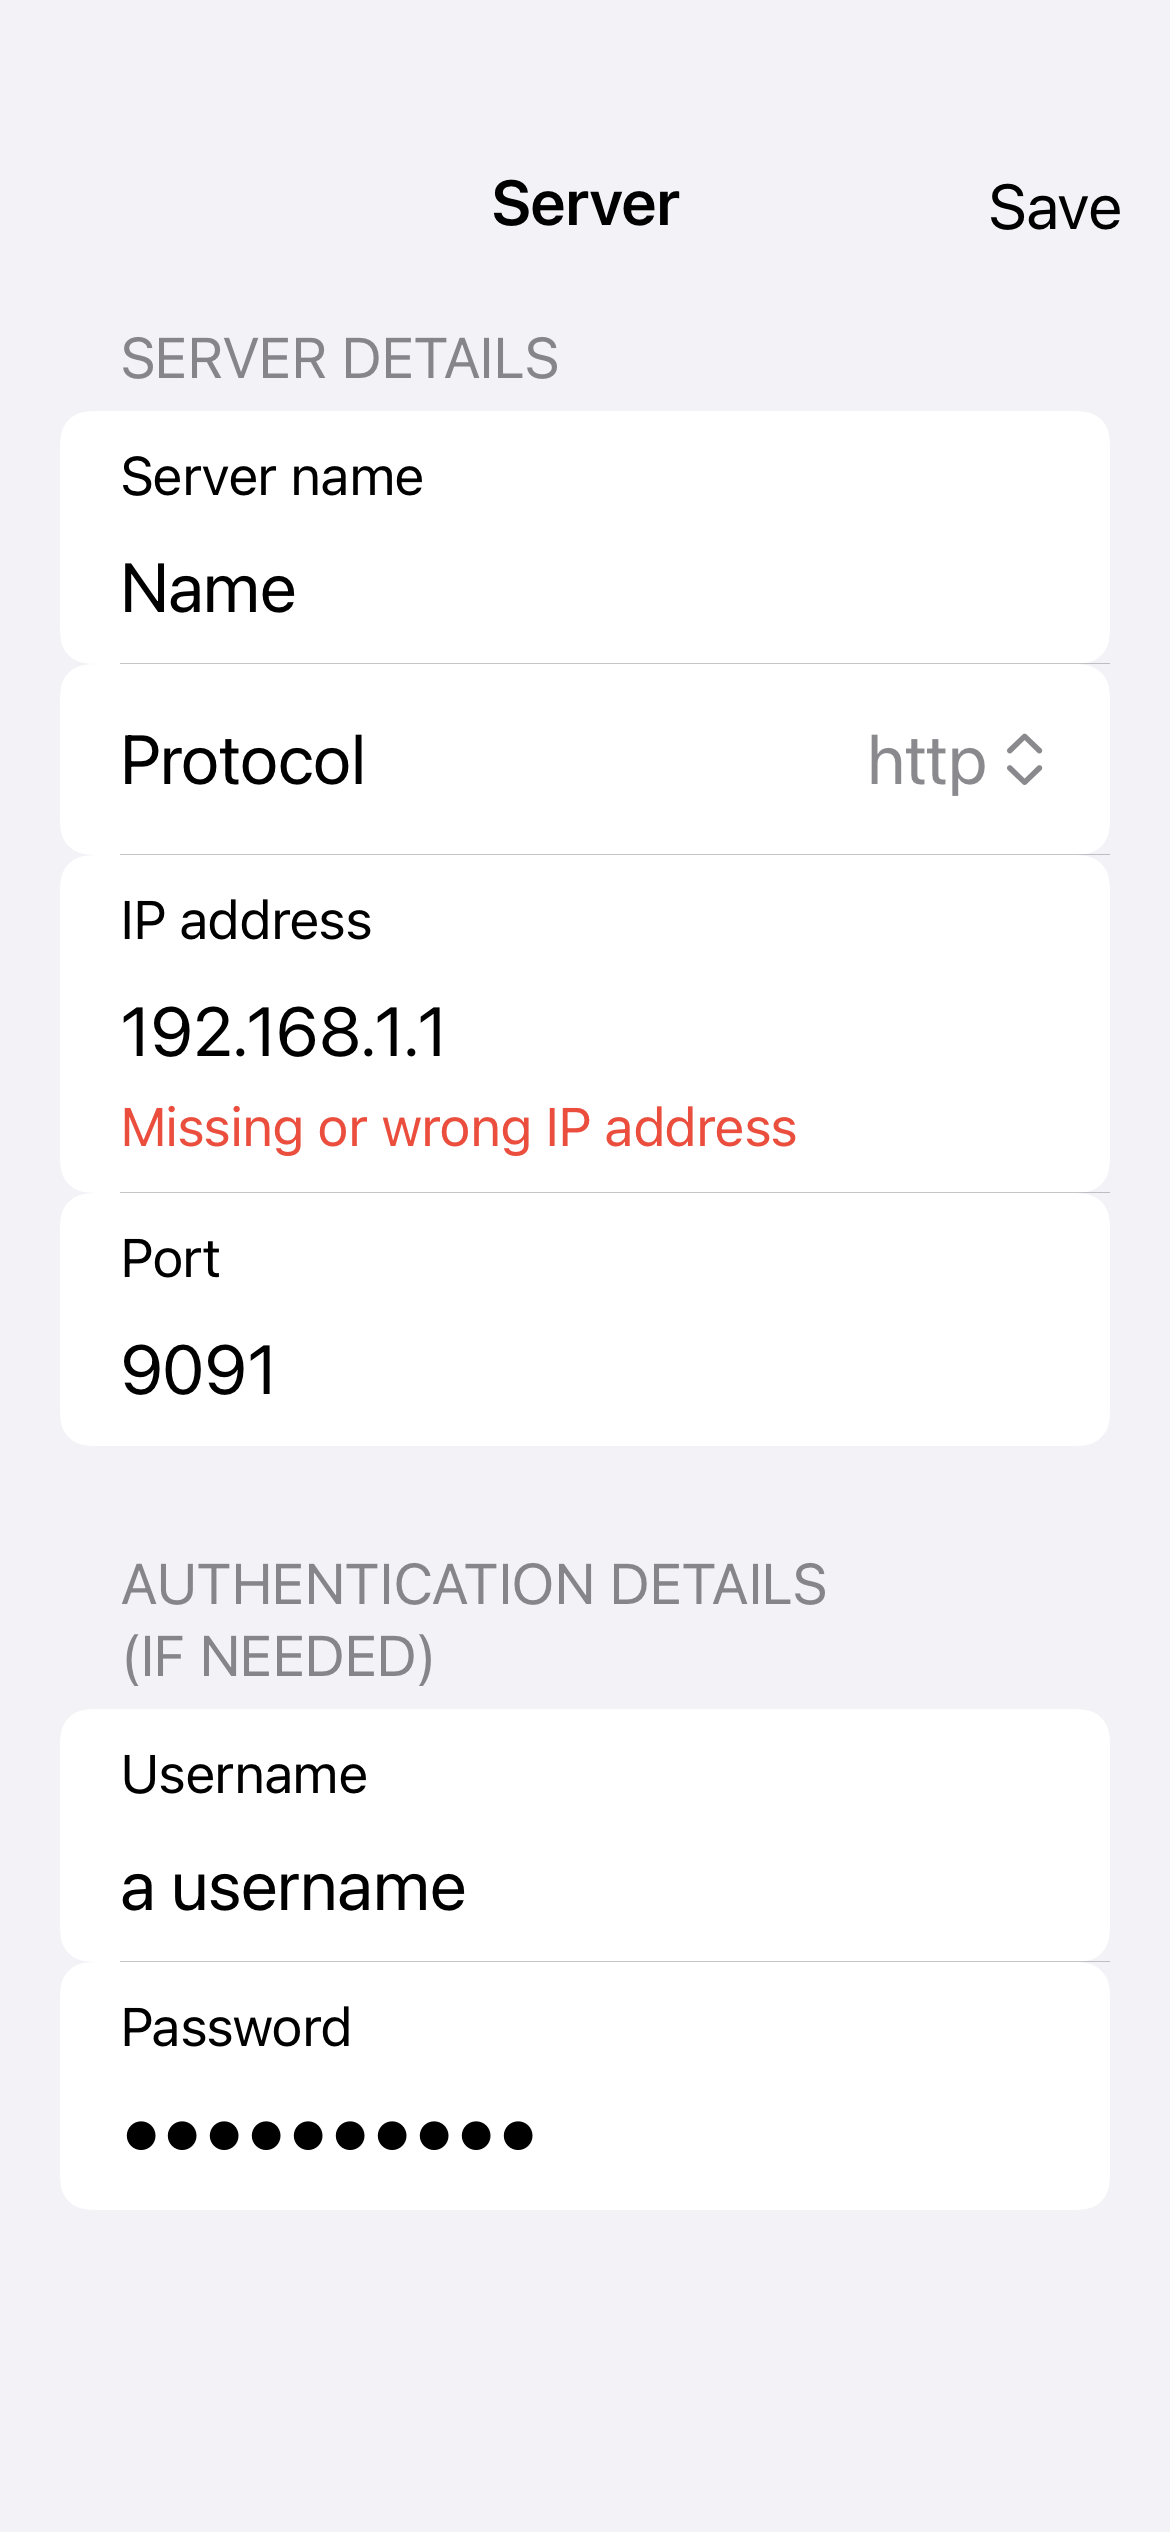 Server
Save
SERVER DETAILS
Server name
Name
Protocol
http
IP address
192.168.1.1
Missing or wrong IP address
Port
9091
AUTHENTICATION DETAILS
(IF NEEDED)
Username
a username
Password
••••••••••